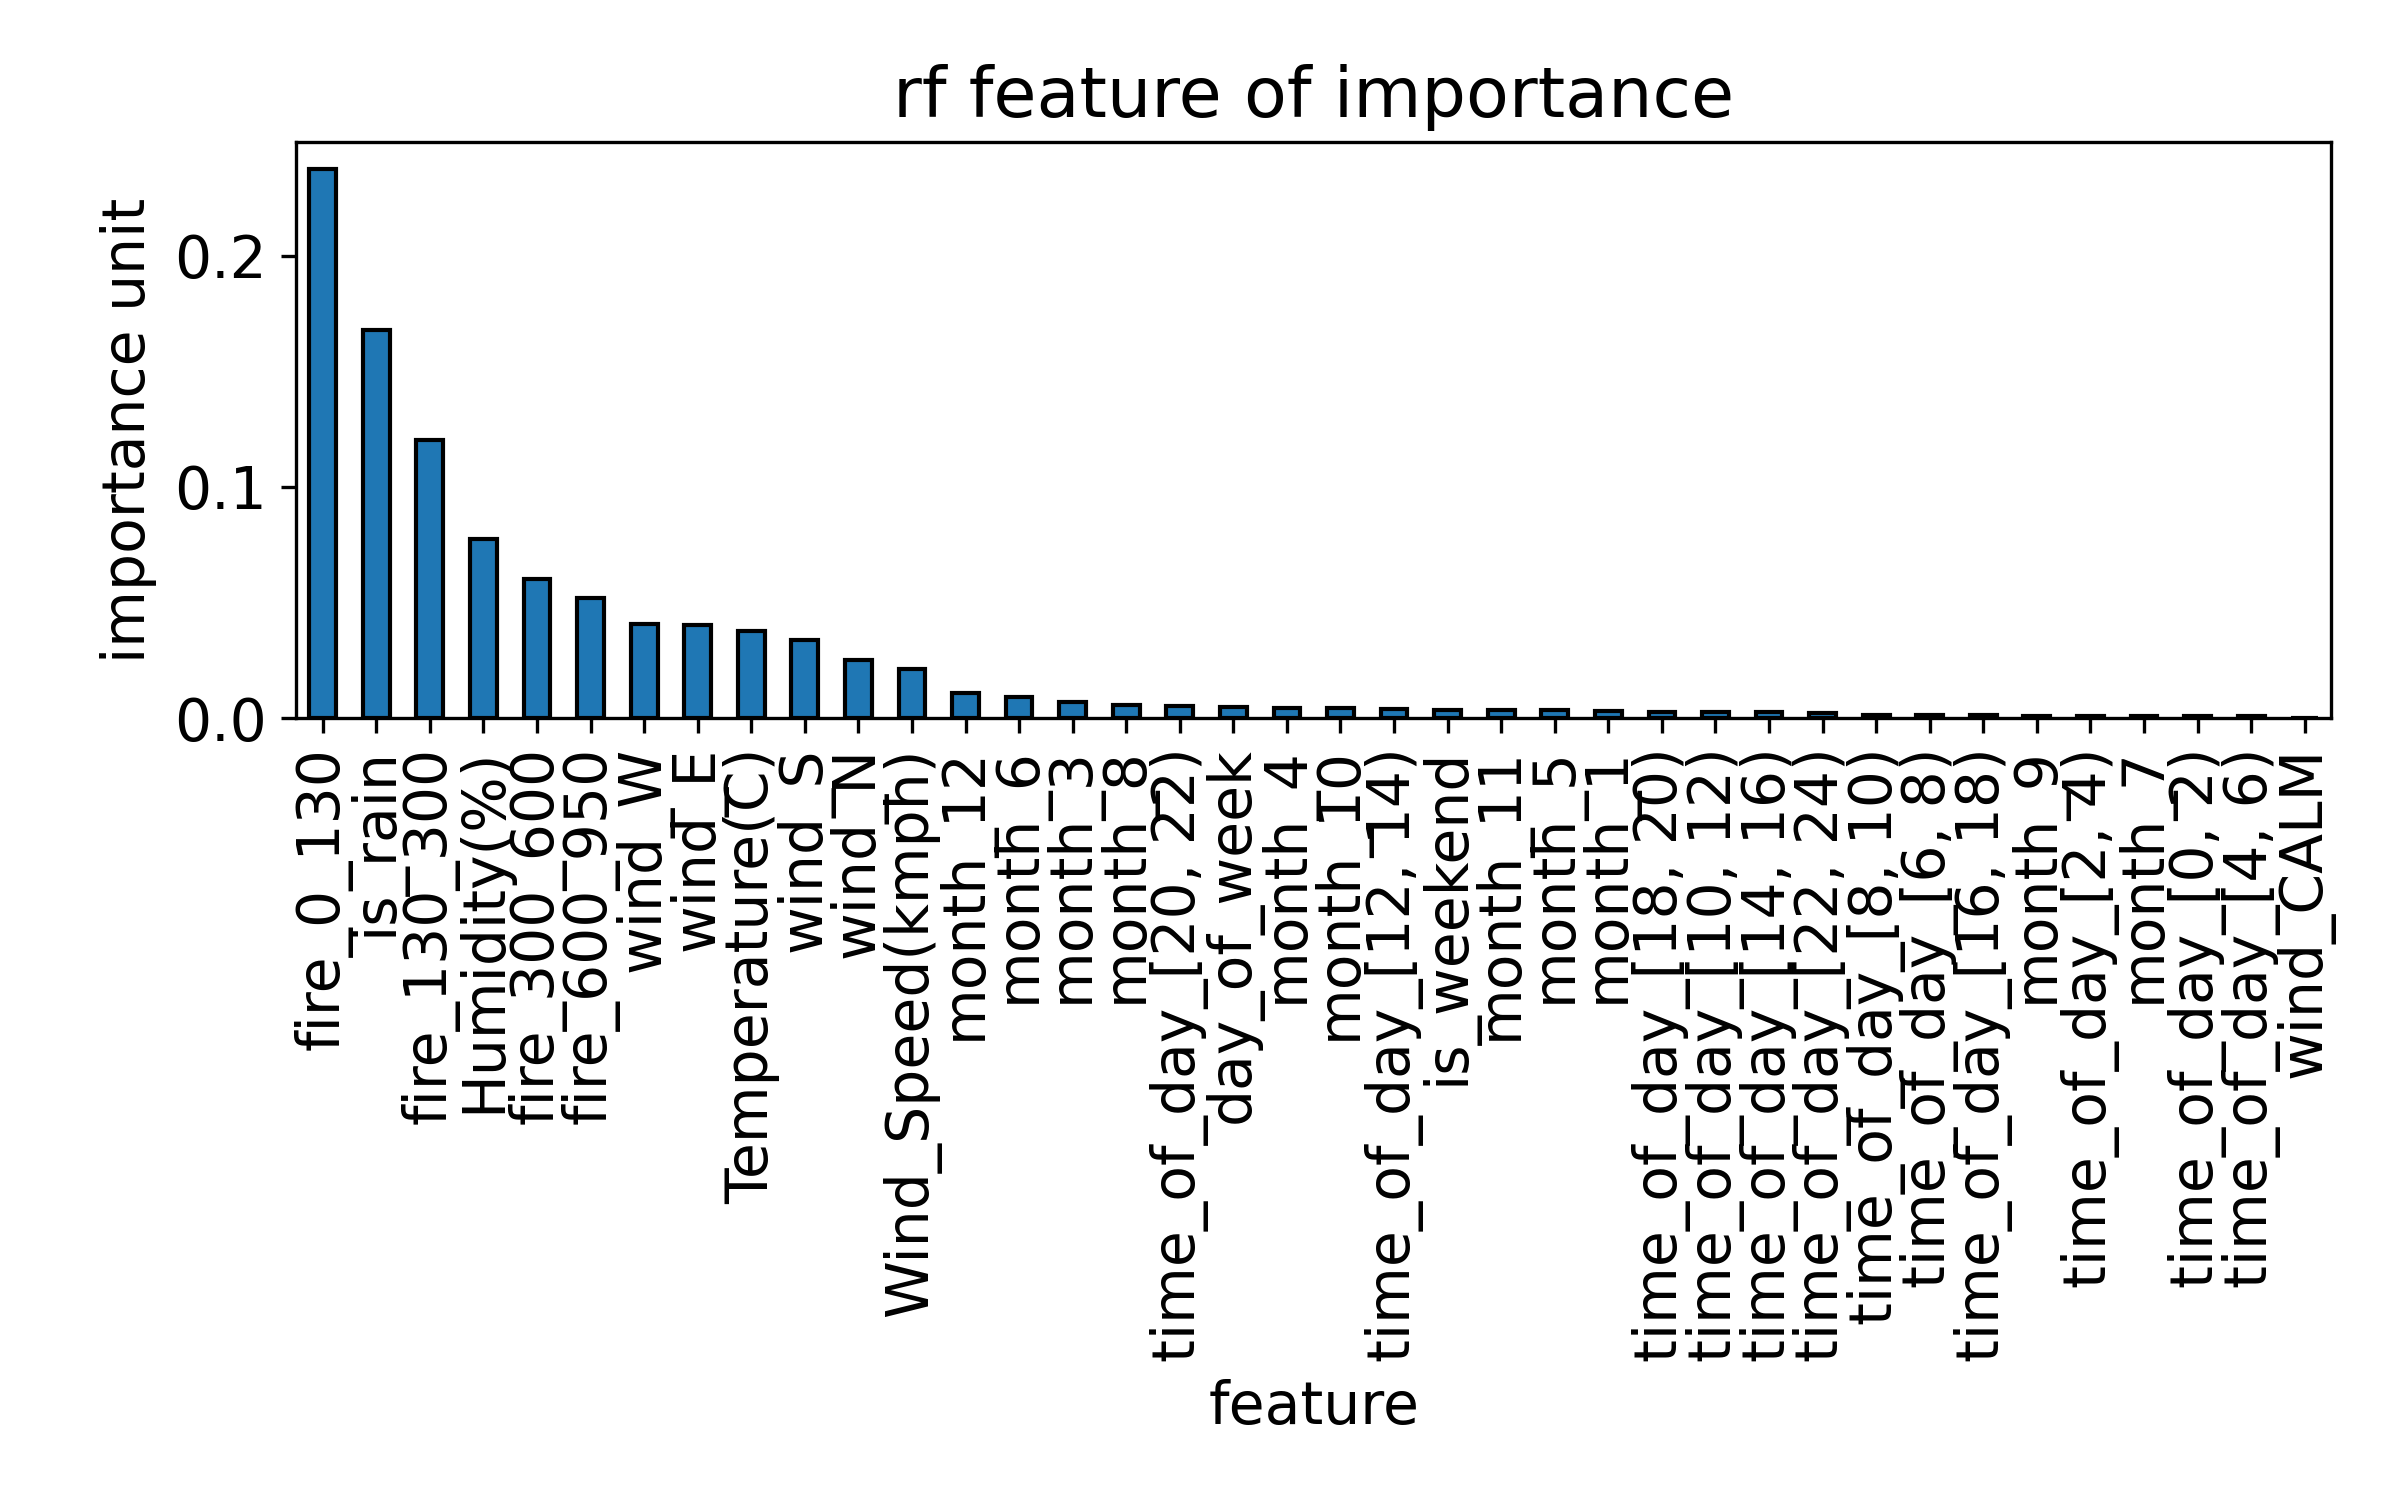 rf feature of importance
importance unit
0.2
0.1
0.0
fire_0_130
is_rain
fire_130_300
Humidity(%)
fire_300_600
fire_600_950
wind_W
wind_E
Temperature(C)
wind_S
wind_N
Wind_Speed(kmph)
month_12
month_6
month_3
month_8
time_of_day_[20, 22)
day_of_week
month_4
month_10
time_of_day_[12, 14)
is_weekend
month_11
month_5
month_1
time_of_day_[18, 20)
time_of_day_[10, 12)
time_of_day_[14, 16)
time_of_day_[22, 24)
time_of_day_[8, 10)
time_of_day_[6, 8)
time_of_day_[16, 18)
month_9
time_of_day_[2, 4)
month_7
time_of_day_[0, 2)
time_of_day_[4, 6)
wind_CALM
feature